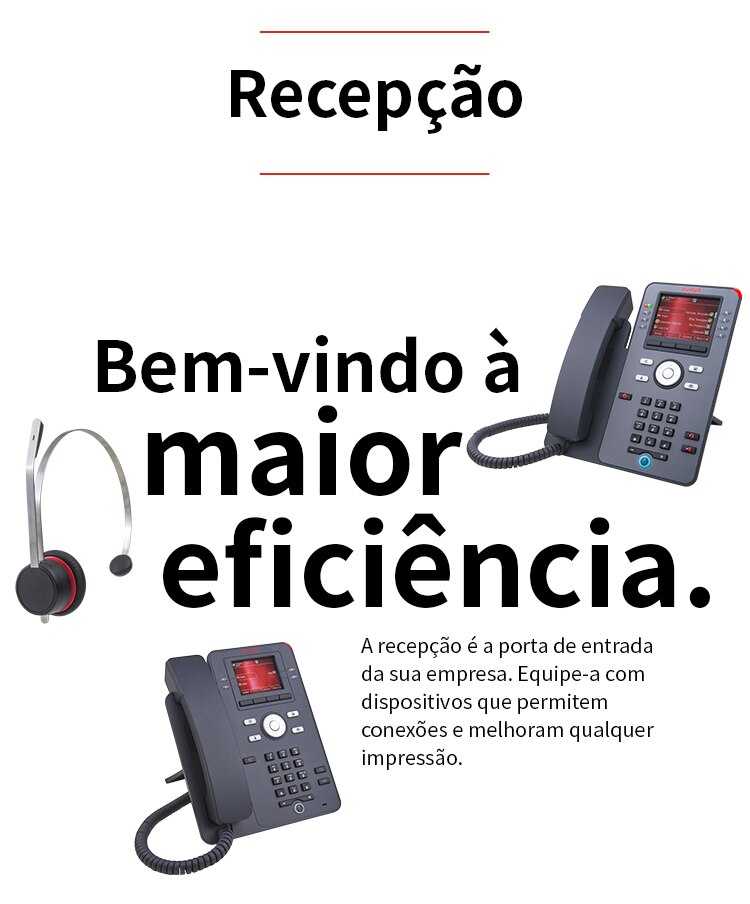 Recepção
Bem-vindo à
maior
eficiência.
A recepção é a porta de entrada
da sua empresa. Equipe-a com
dispositivos que permitem
conexões e melhoram qualquer
impressão.
AVAYA